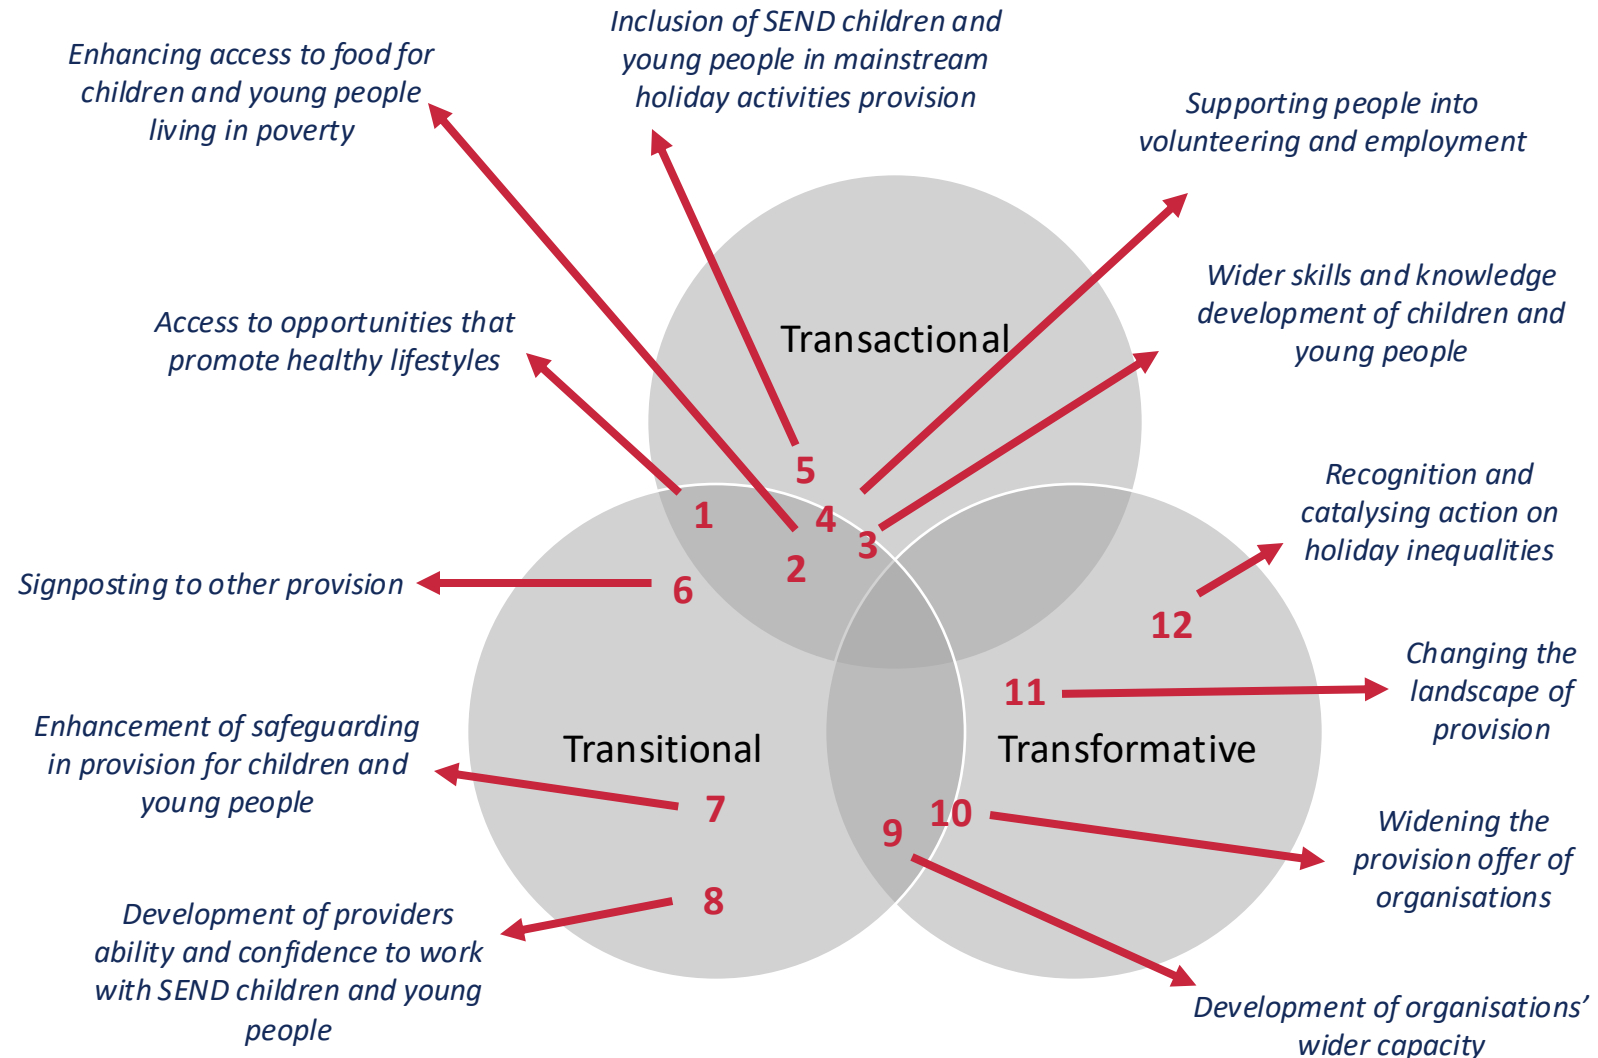 Inclusion of SEND children and
young people in mainstream
holiday activities provision
Enhancing access to food for
children and young people
living in poverty
Supporting people into
volunteering and employment
Wider skills and knowledge
development of children and
young people
Access to opportunities that
promote healthy lifestyles
Transactional
5
4
3
1
2
6
Signposting to other provision
Recognition and
catalysing action on
holiday inequalities
12
11
Changing the
landscape of
provision
Enhancement of safeguarding
in provision for children and
young people
Transitional
Transformative
7
10
9
8
Widening the
provision offer of
organisations
Development of providers
ability and confidence to work
with SEND children and young
people
Development of organisations’
wider capacity